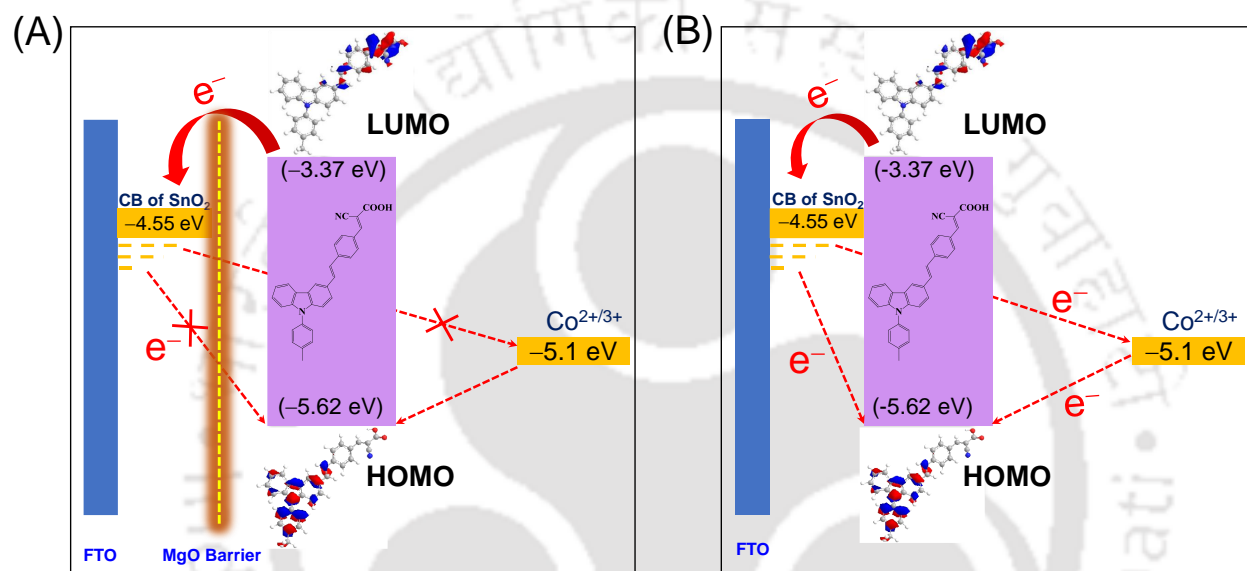 (A)
e–
LUMO
(–3.37 eV)
CB of SnO2
–4.55 eV
NC
COOH
N
Co2+/3+
–5.1 eV
e–
(–5.62 eV)
HOMO
FTO
MgO Barrier
(B)
e–
LUMO
(-3.37 eV)
CB of SnO2
–4.55 eV
NC
COOH
N
e–
Co2+/3+
–5.1 eV
e–
e–
(-5.62 eV)
HOMO
FTO